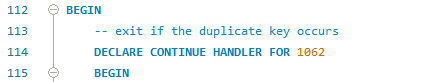 112 BEGIN
113 -- exit if the duplicate key occurs
114 DECLARE CONTINUE HANDLER FOR 1062
115 BEGIN